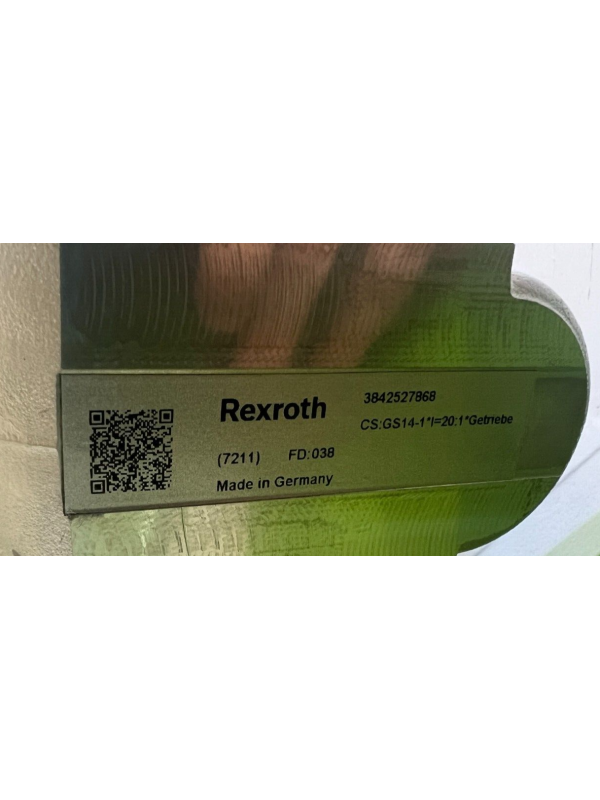 Rexroth
3842527868
CS:GS14-1*I=20:1*Getriebe
(7211) FD:038
Made in Germany